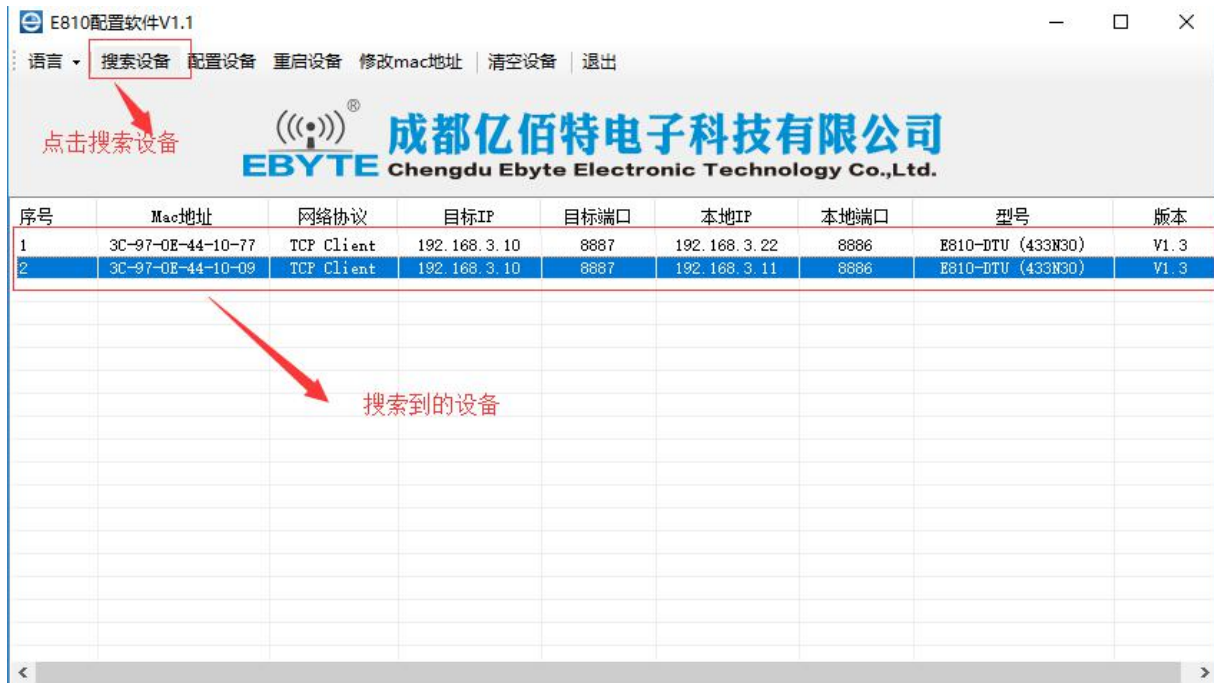 E810配置软件V1.1
语言 搜索设备 配置设备 重启设备 修改mac地址 清空设备 退出
点击搜索设备
®
EBYTE
成都亿佰特电子科技有限公司
Chengdu Ebyte Electronic Technology Co.,Ltd.
序号 Mac地址 网络协议 目标IP 目标端口 本地IP 本地端口 型号 版本
1 3C-97-0E-44-10-77 TCP Client 192.168.3.10 8887 192.168.3.22 8886 E810-DTU (433N30) V1.3
2 3C-97-0E-44-10-09 TCP Client 192.168.3.10 8887 192.168.3.11 8886 E810-DTU (433N30) V1.3
搜索到的设备